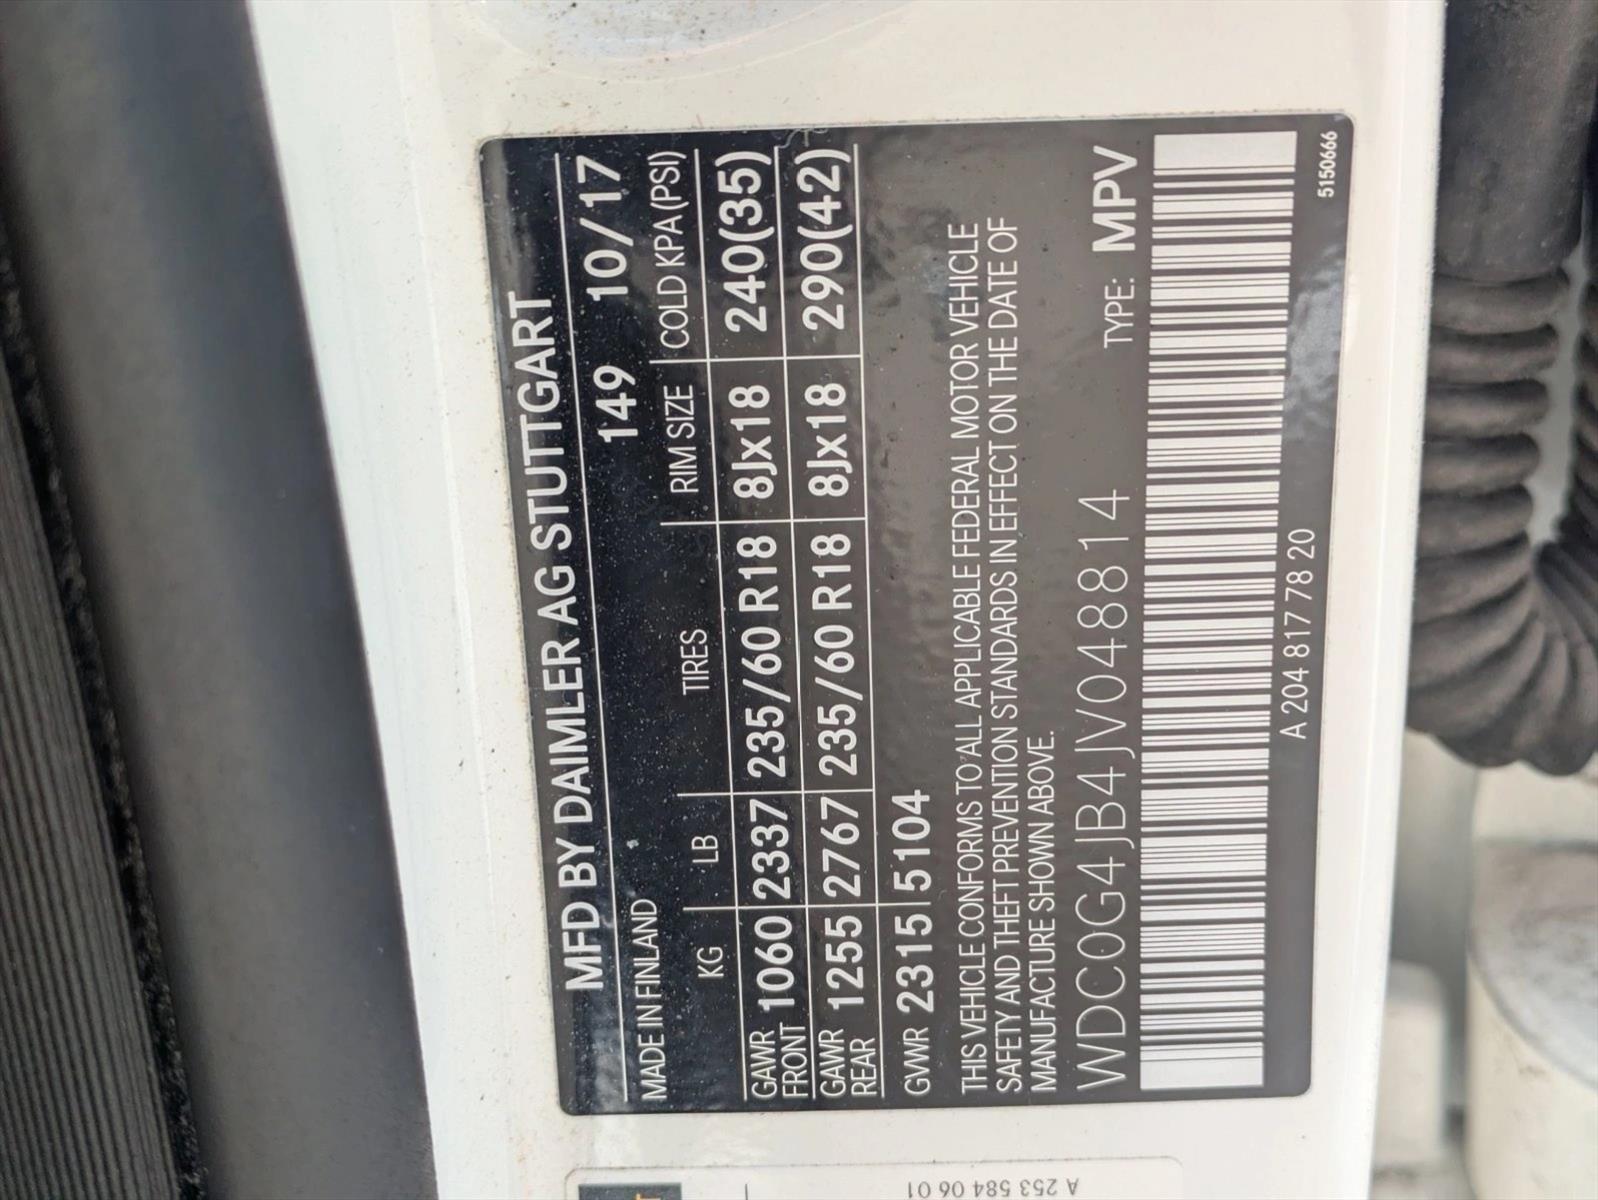 MFD BY DAIMLER AG STUTTGART
MADE IN FINLAND 149 10/17
KG LB TIRES RIM SIZE COLD KPA(PSI)
GAWR FRONT 1060 2337 235/60 R18 8Jx18 240(35)
GAWR REAR 1255 2767 235/60 R18 8Jx18 290(42)
GWR 2315 5104
THIS VEHICLE CONFORMS TO ALL APPLICABLE FEDERAL MOTOR VEHICLE
SAFETY AND THEFT PREVENTION STANDARDS IN EFFECT ON THE DATE OF
MANUFACTURE SHOWN ABOVE.
WDC0G4JB4JV048814 TYPE: MPV
A 204 817 78 20 5150666
A 253 584 06 01